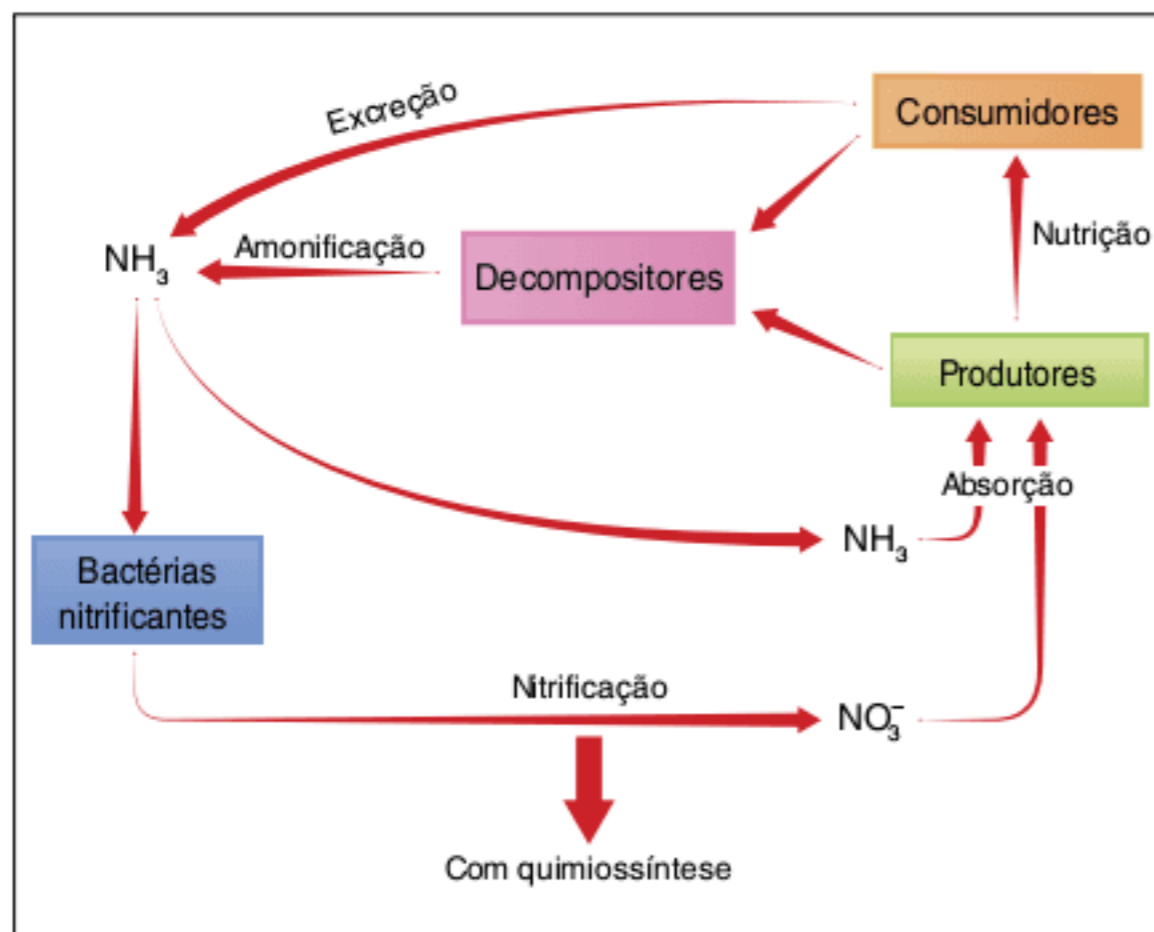 Excreção
Consumidores
NH₃
Amonificação
Decompositores
Nutrição
Produtores
Absorção
NH₃
Bactérias
nitrificantes
Nitrificação
NO₃⁻
Com quimiossíntese